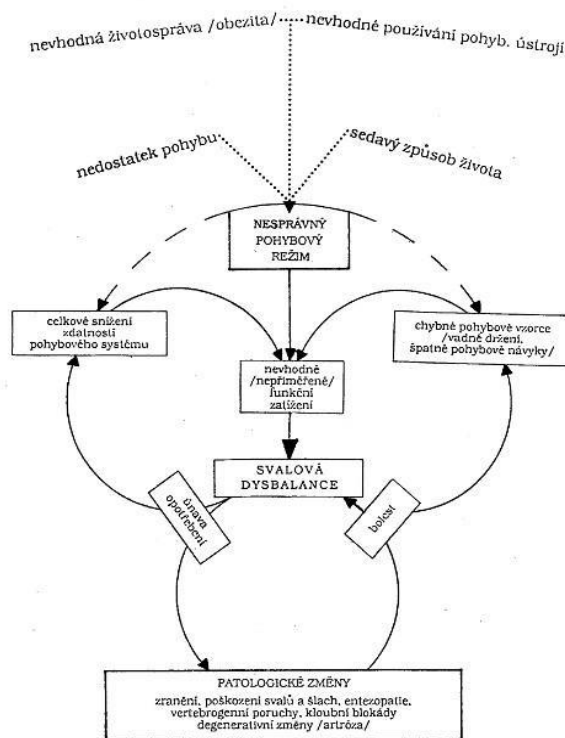 nevhodná životospráva /obezita/
nevhodné používání pohyb. ústrojí
nedostatek pohybu
sedavý způsob života
NESPRÁVNÝ
POHYBOVÝ
REŽIM
celkové snížení
zdatnosti
pohybového systému
chybné pohybové vzorce
/vadné držení,
špatné pohybové návyky/
nevhodné
/nepřiměřené/
funkční
zatížení
SVALOVÁ
DYSBALANCE
únava
opotřebení
bolest
PATOLOGICKÉ ZMĚNY
zranění, poškození svalů a šlach, entezopatie,
vertebrogenní poruchy, kloubní blokády
degenerativní změny /artróza/